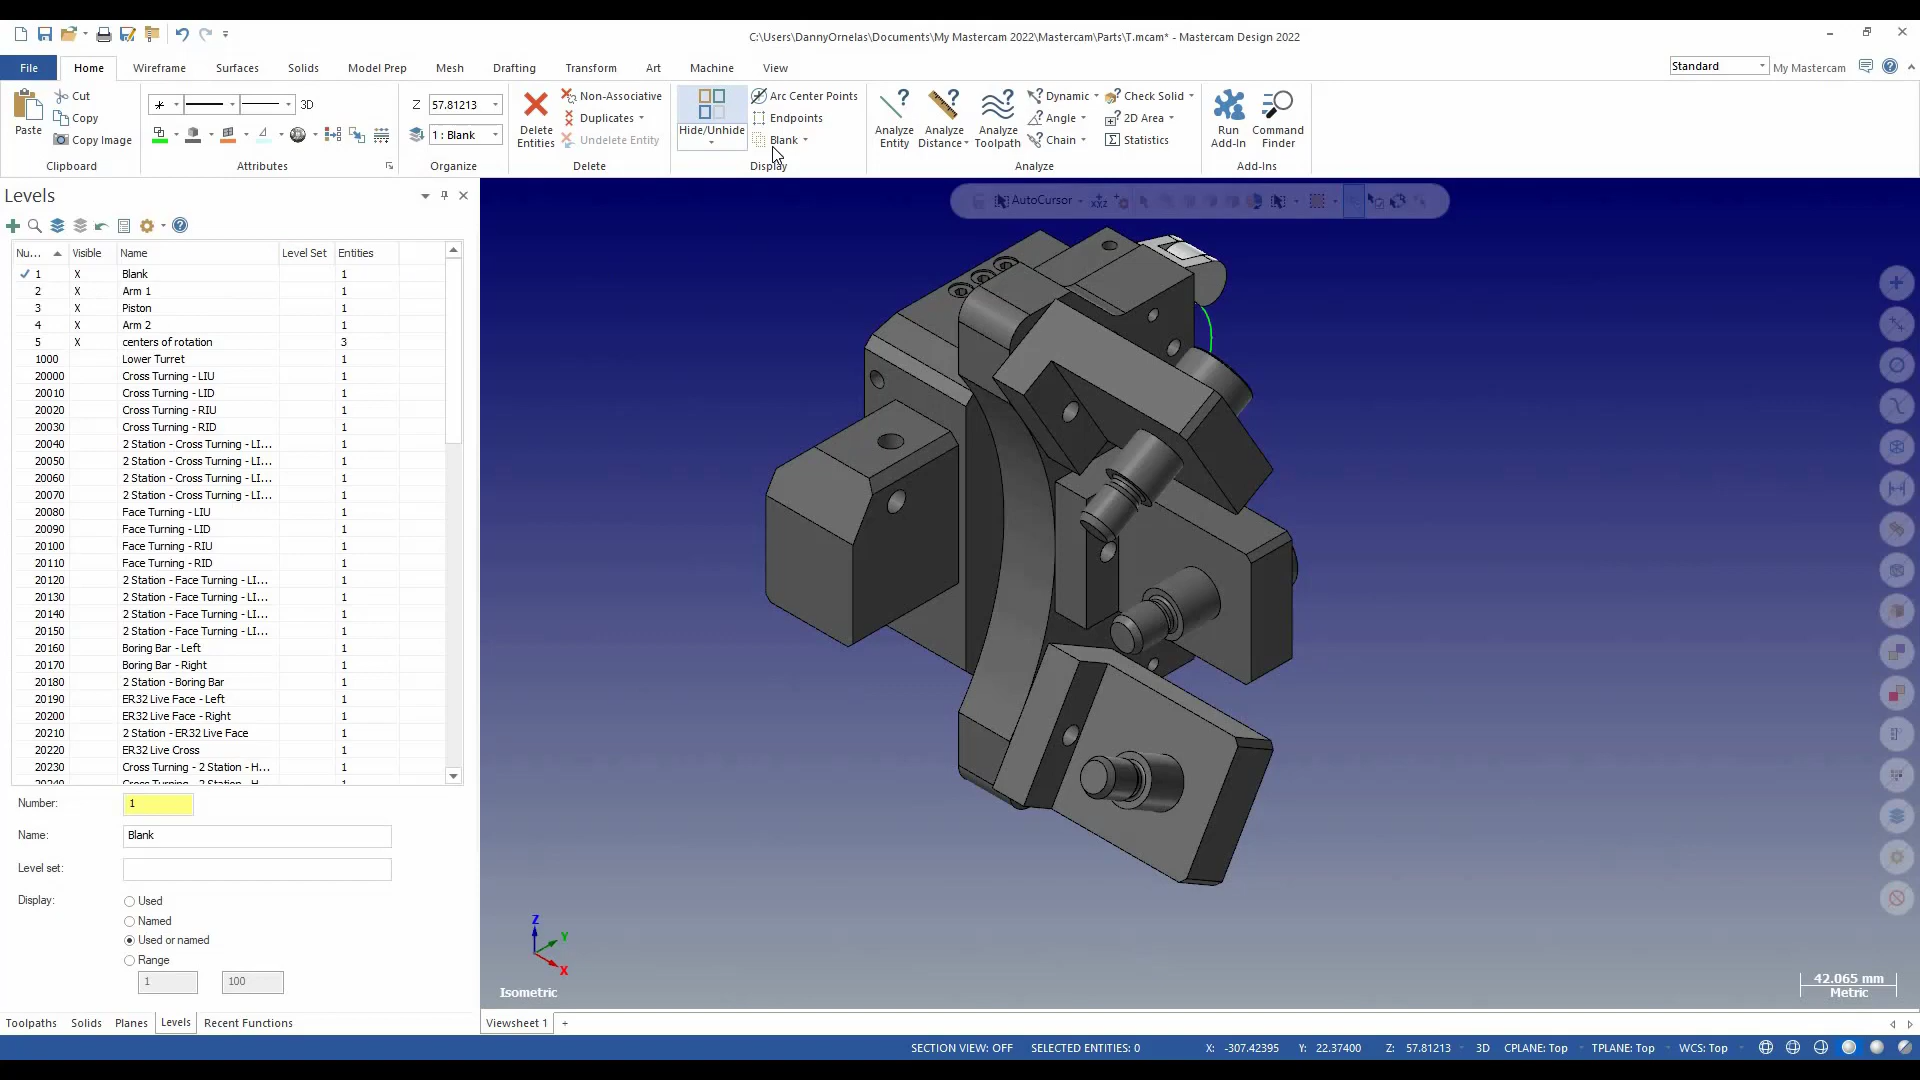 C:\Users\DannyOrnelas\Documents\My Mastercam 2022\Mastercam\Parts\T.mcam* - Mastercam Design 2022
File Home Wireframe Surfaces Solids Model Prep Mesh Drafting Transform Art Machine View Standard My Mastercam
Paste
Cut
Copy
Copy Image
Clipboard
3D
Attributes
Z 57.81213
1 : Blank
Organize
Delete
Entities
Non-Associative
Duplicates
Undelete Entity
Delete
Hide/Unhide
Arc Center Points
Endpoints
Blank
Display
Analyze
Entity
Analyze
Distance
Analyze
Toolpath
Dynamic
Angle
Chain
Check Solid
2D Area
Statistics
Analyze
Run
Add-In
Command
Finder
Add-Ins
Levels
AutoCursor
Nu... Visible Name Level Set Entities
1 X Blank 1
2 X Arm 1 1
3 X Piston 1
4 X Arm 2 1
5 X centers of rotation 3
1000 Lower Turret 1
20000 Cross Turning - LIU 1
20010 Cross Turning - LID 1
20020 Cross Turning - RIU 1
20030 Cross Turning - RID 1
20040 2 Station - Cross Turning - LI... 1
20050 2 Station - Cross Turning - LI... 1
20060 2 Station - Cross Turning - LI... 1
20070 2 Station - Cross Turning - LI... 1
20080 Face Turning - LIU 1
20090 Face Turning - LID 1
20100 Face Turning - RIU 1
20110 Face Turning - RID 1
20120 2 Station - Face Turning - LI... 1
20130 2 Station - Face Turning - LI... 1
20140 2 Station - Face Turning - LI... 1
20150 2 Station - Face Turning - LI... 1
20160 Boring Bar - Left 1
20170 Boring Bar - Right 1
20180 2 Station - Boring Bar 1
20190 ER32 Live Face - Left 1
20200 ER32 Live Face - Right 1
20210 2 Station - ER32 Live Face 1
20220 ER32 Live Cross 1
20230 Cross Turning - 2 Station - H... 1
20240 Cross Turning - 2 Station - H... 1
Number: 1
Name: Blank
Level set:
Display:
Used
Named
Used or named
Range
1 100
Z
Y
X
Isometric
42.065 mm
Metric
Toolpaths Solids Planes Levels Recent Functions
Viewsheet 1 +
SECTION VIEW: OFF SELECTED ENTITIES: 0 X: -307.42395 Y: 22.37400 Z: 57.81213 3D CPLANE: Top TPLANE: Top WCS: Top